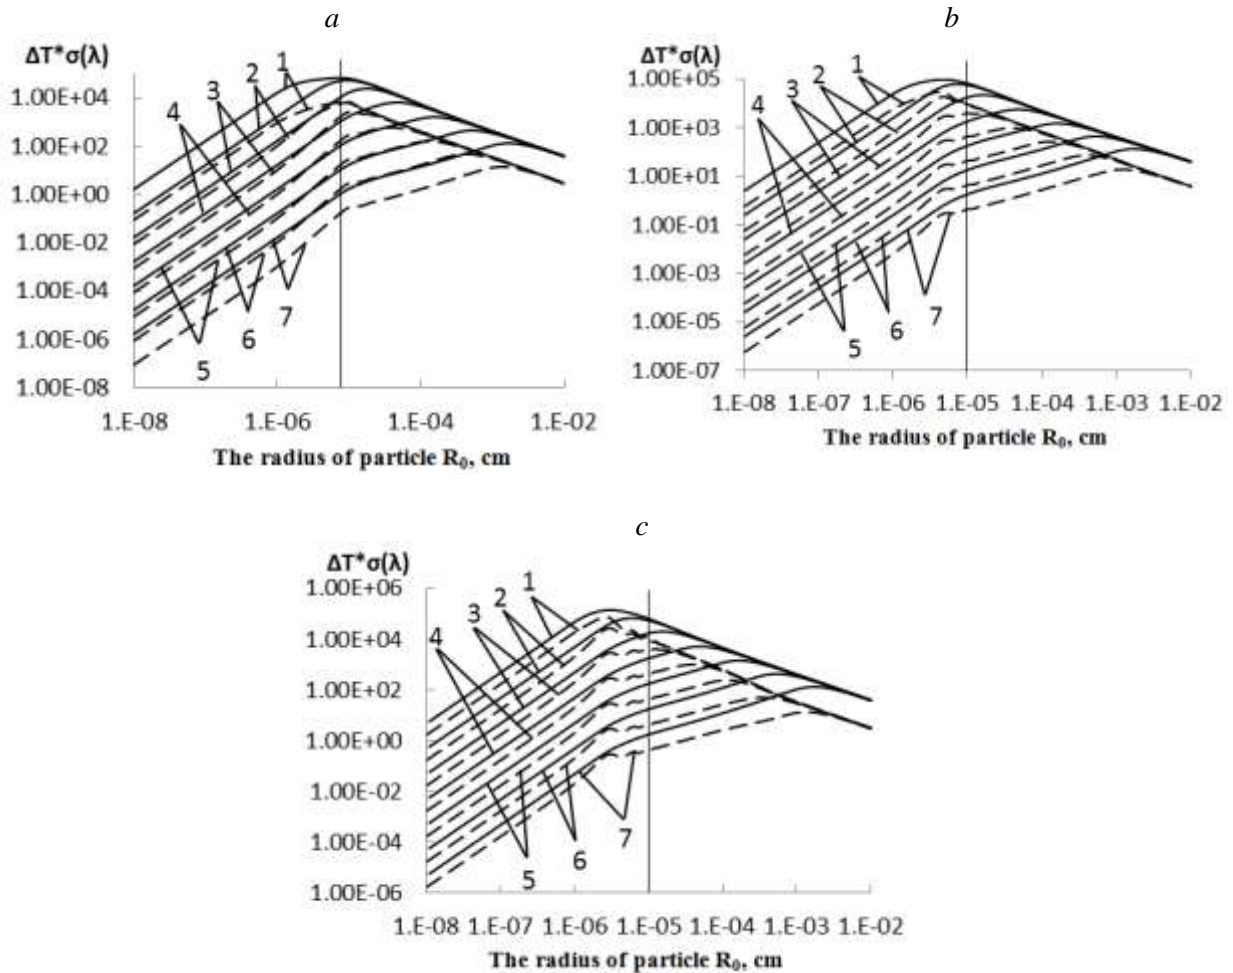 a
b
ΔT*σ(λ)
1
2
3
4
1.00E+04
1.00E+02
1.00E+00
1.00E-02
1.00E-04
1.00E-06
1.00E-08
5
6
7
1.E-08 1.E-06 1.E-04 1.E-02
The radius of particle R₀, cm
ΔT*σ(λ)
1
2
3
4
1.00E+05
1.00E+03
1.00E+01
1.00E-01
1.00E-03
1.00E-05
1.00E-07
5
6
7
1.E-08 1.E-07 1.E-06 1.E-05 1.E-04 1.E-03 1.E-02
The radius of particle R₀, cm
c
ΔT*σ(λ)
1
2
3
4
1.00E+06
1.00E+04
1.00E+02
1.00E+00
1.00E-02
1.00E-04
1.00E-06
5
6
7
1.E-08 1.E-07 1.E-06 1.E-05 1.E-04 1.E-03 1.E-02
The radius of particle R₀, cm